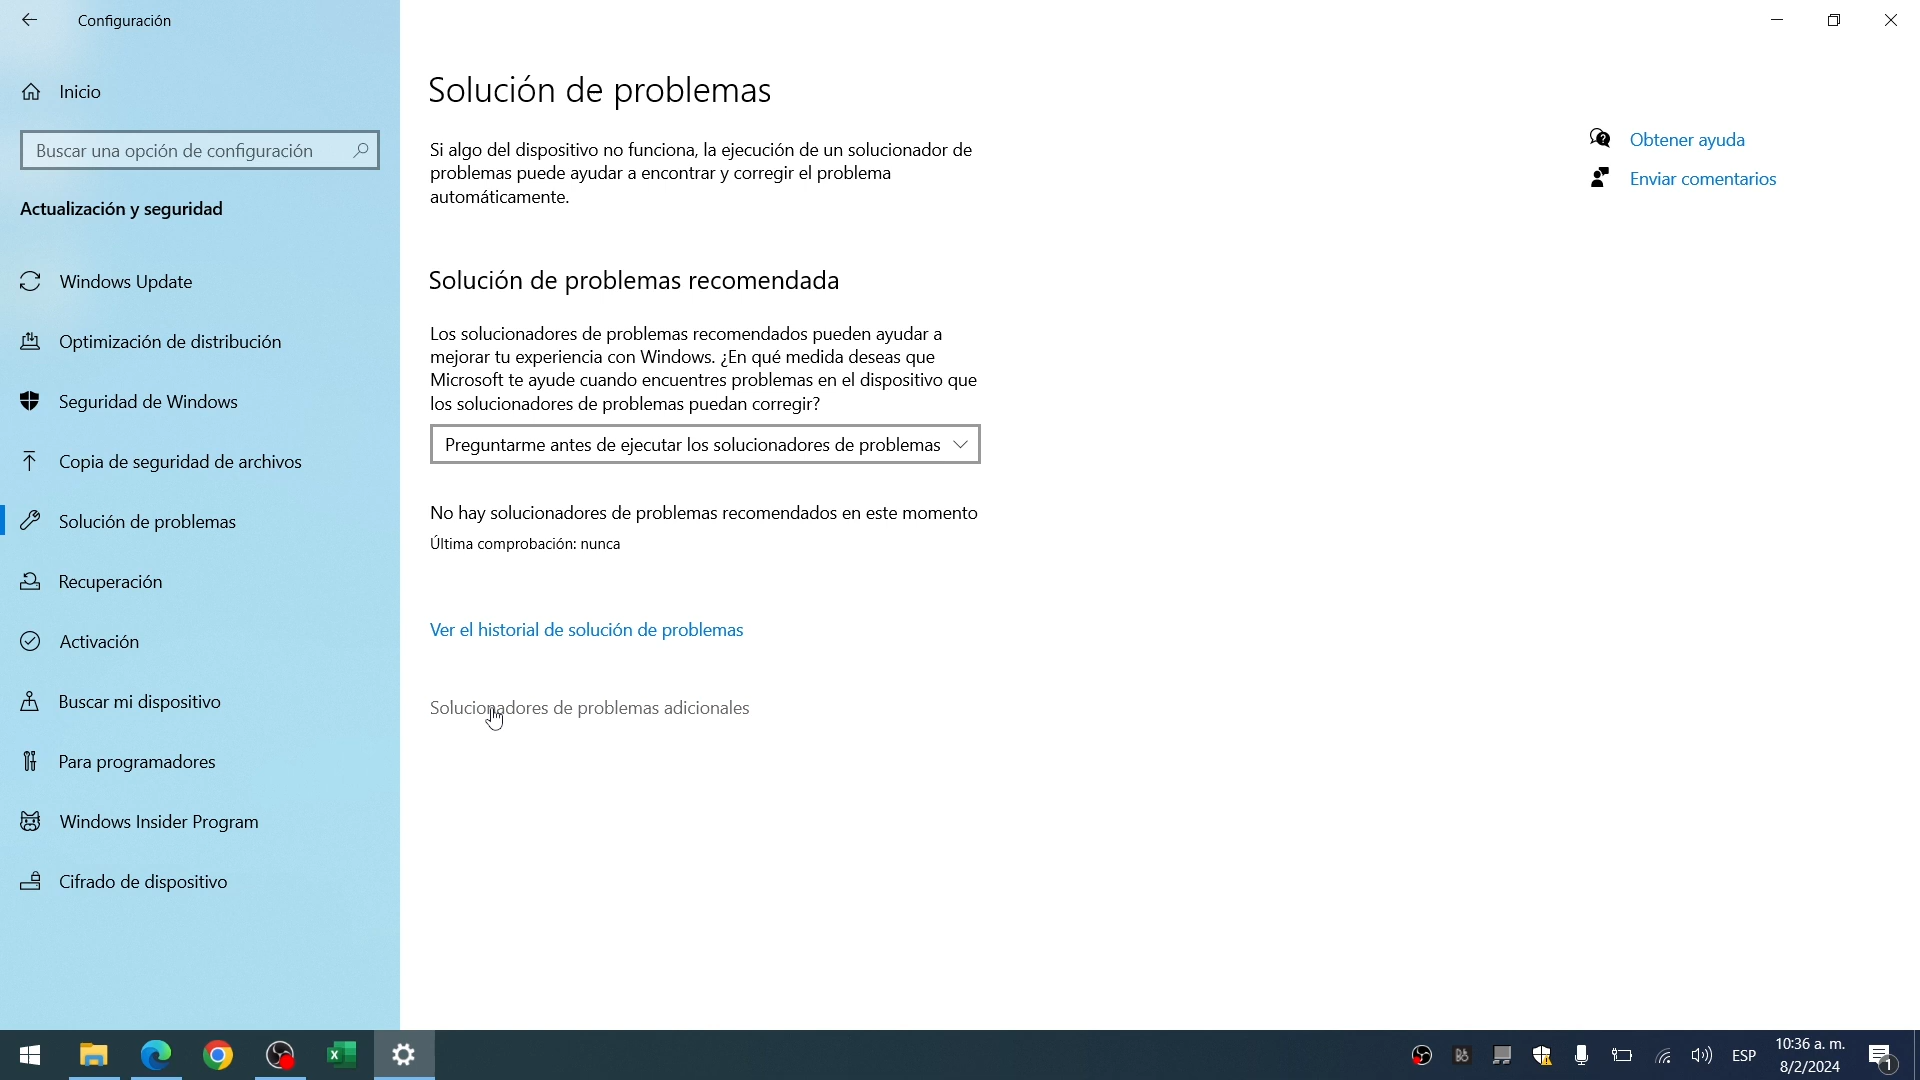 Configuración
Inicio
Buscar una opción de configuración
Actualización y seguridad
Windows Update
Optimización de distribución
Seguridad de Windows
Copia de seguridad de archivos
Solución de problemas
Recuperación
Activación
Buscar mi dispositivo
Para programadores
Windows Insider Program
Cifrado de dispositivo
Solución de problemas
Si algo del dispositivo no funciona, la ejecución de un solucionador de
problemas puede ayudar a encontrar y corregir el problema
automáticamente.
Solución de problemas recomendada
Los solucionadores de problemas recomendados pueden ayudar a
mejorar tu experiencia con Windows. ¿En qué medida deseas que
Microsoft te ayude cuando encuentres problemas en el dispositivo que
los solucionadores de problemas puedan corregir?
Preguntarme antes de ejecutar los solucionadores de problemas
No hay solucionadores de problemas recomendados en este momento
Última comprobación: nunca
Ver el historial de solución de problemas
Solucionadores de problemas adicionales
Obtener ayuda
Enviar comentarios
ESP
10:36 a. m.
8/2/2024
1